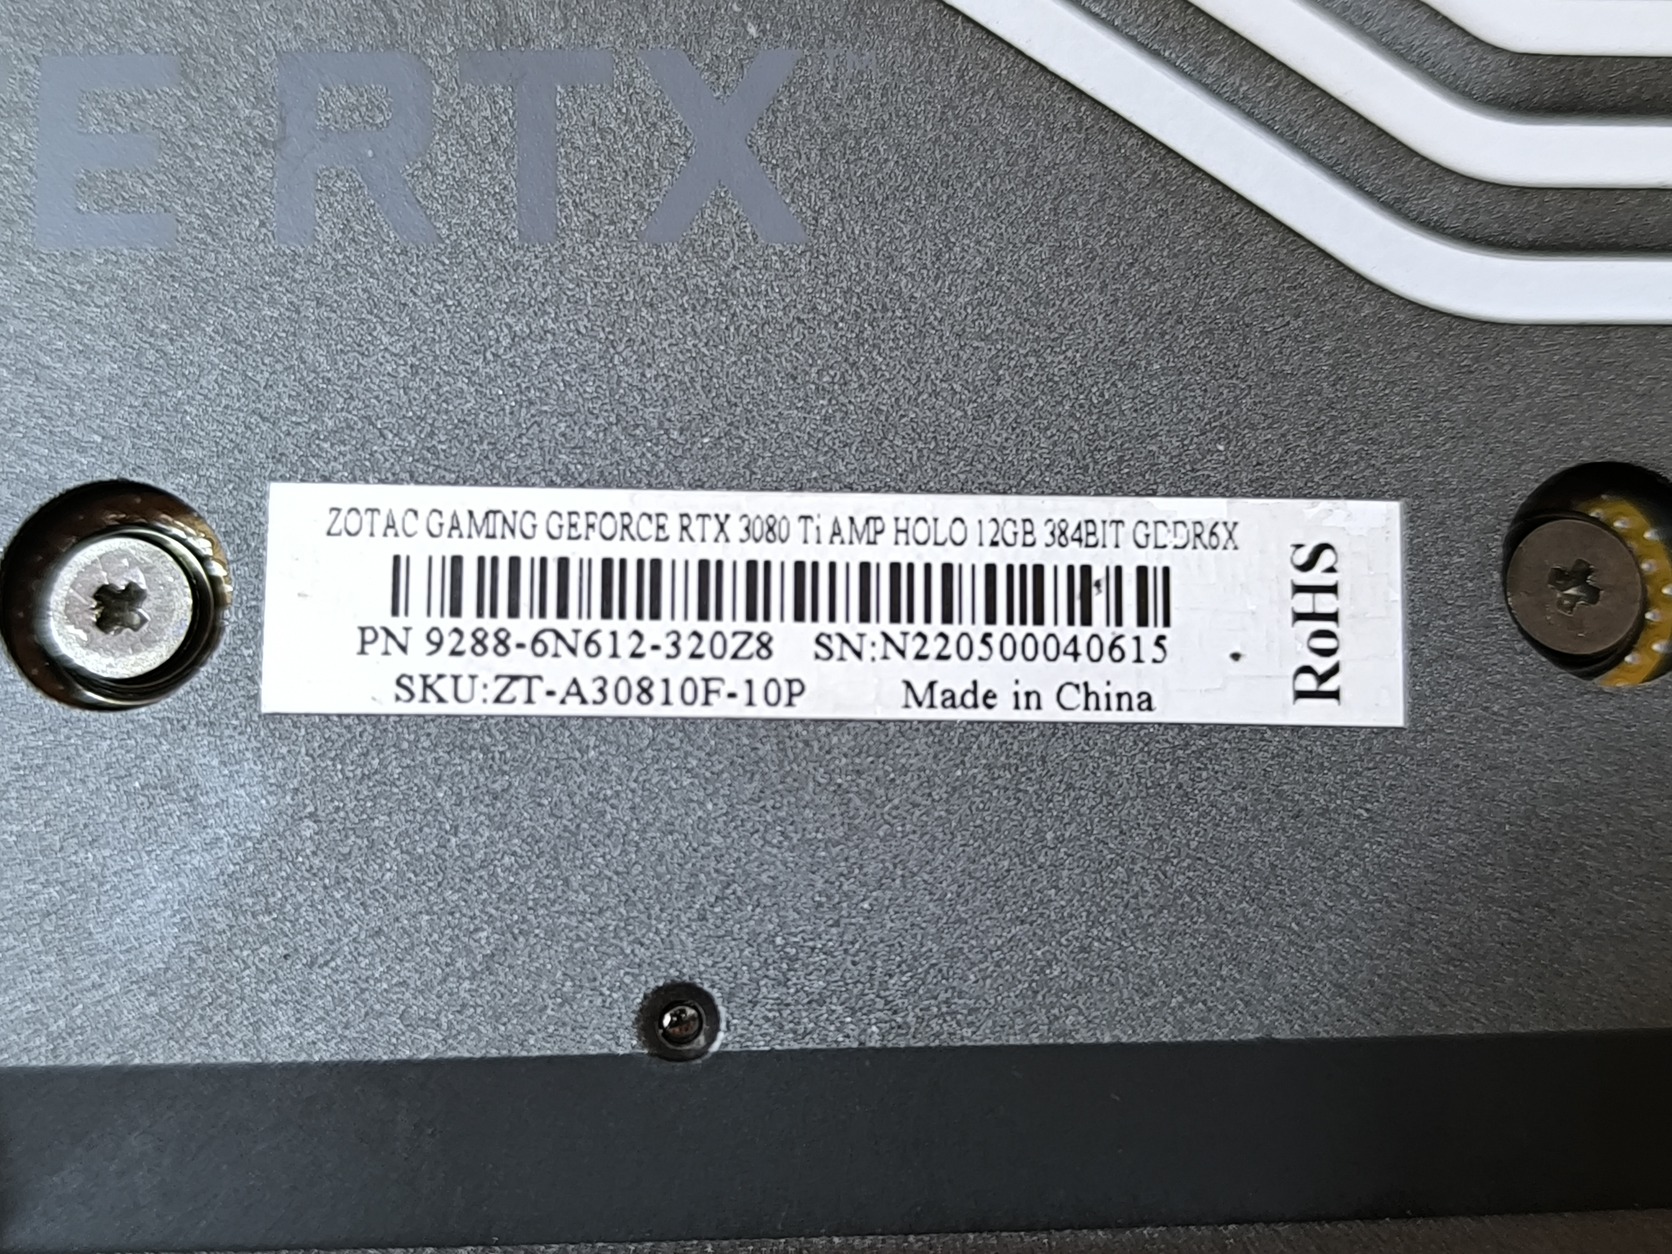 E RTX™
ZOTAC GAMING GEFORCE RTX 3080 Ti AMP HOLO 12GB 384BIT GDDR6X
PN 9288-6N612-320Z8 SN:N220500040615
SKU:ZT-A30810F-10P Made in China
RoHS